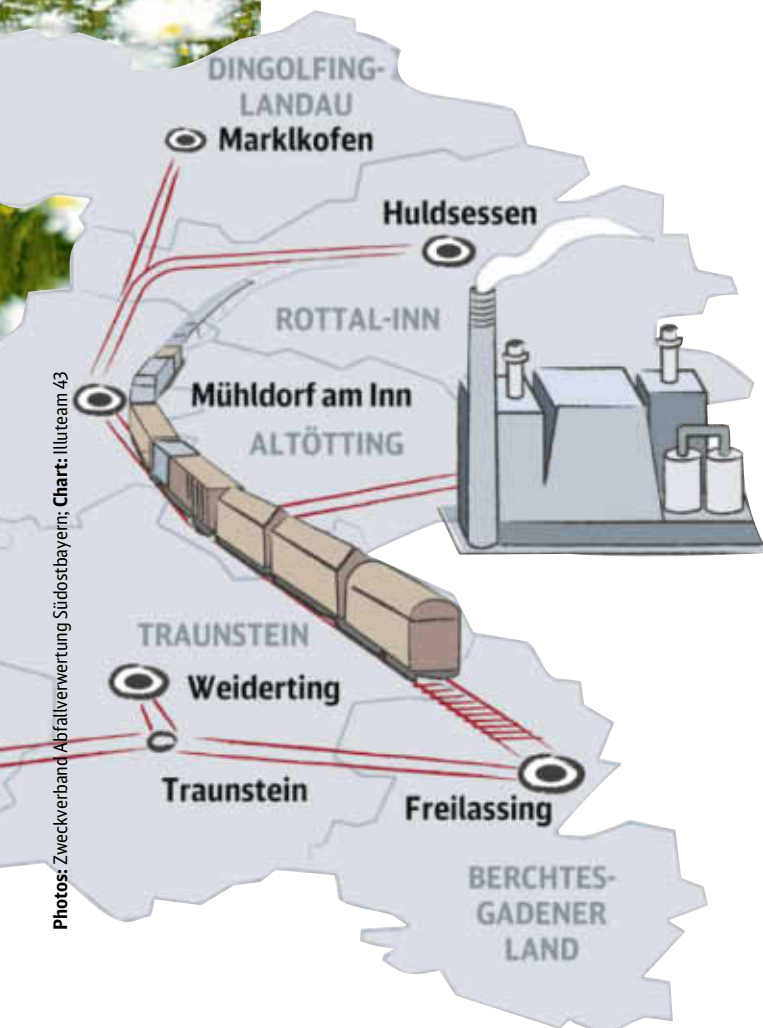 DINGOLFING-
LANDAU
Marklkofen
Huldsessen
ROTTAL-INN
Mühldorf am Inn
ALTÖTTING
TRAUNSTEIN
Weiderting
Traunstein
Freilassing
BERCHTES-
GADENER
LAND
Photos: Zweckverband Abfallverwertung Südostbayern; Chart: Illuteam 43